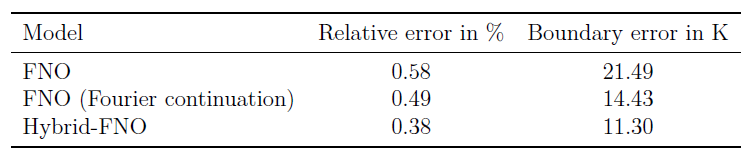 Model Relative error in % Boundary error in K
FNO 0.58 21.49
FNO (Fourier continuation) 0.49 14.43
Hybrid-FNO 0.38 11.30